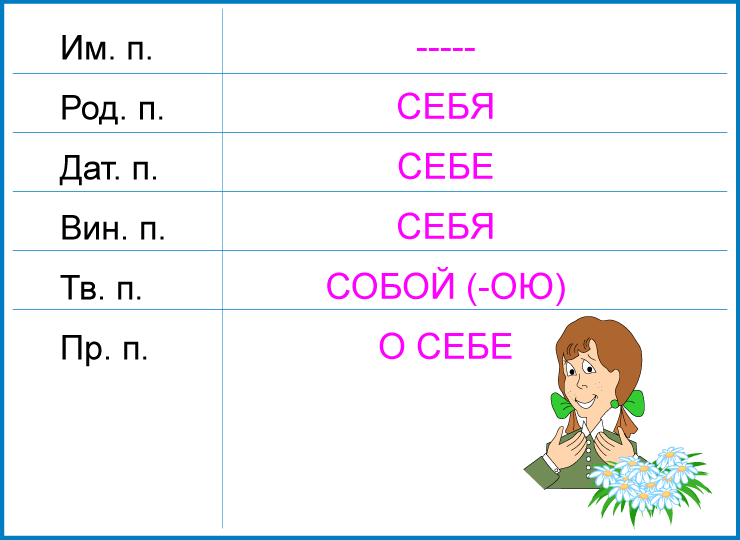 Им. п. -----
Род. п. СЕБЯ
Дат. п. СЕБЕ
Вин. п. СЕБЯ
Тв. п. СОБОЙ (-ОЮ)
Пр. п. О СЕБЕ